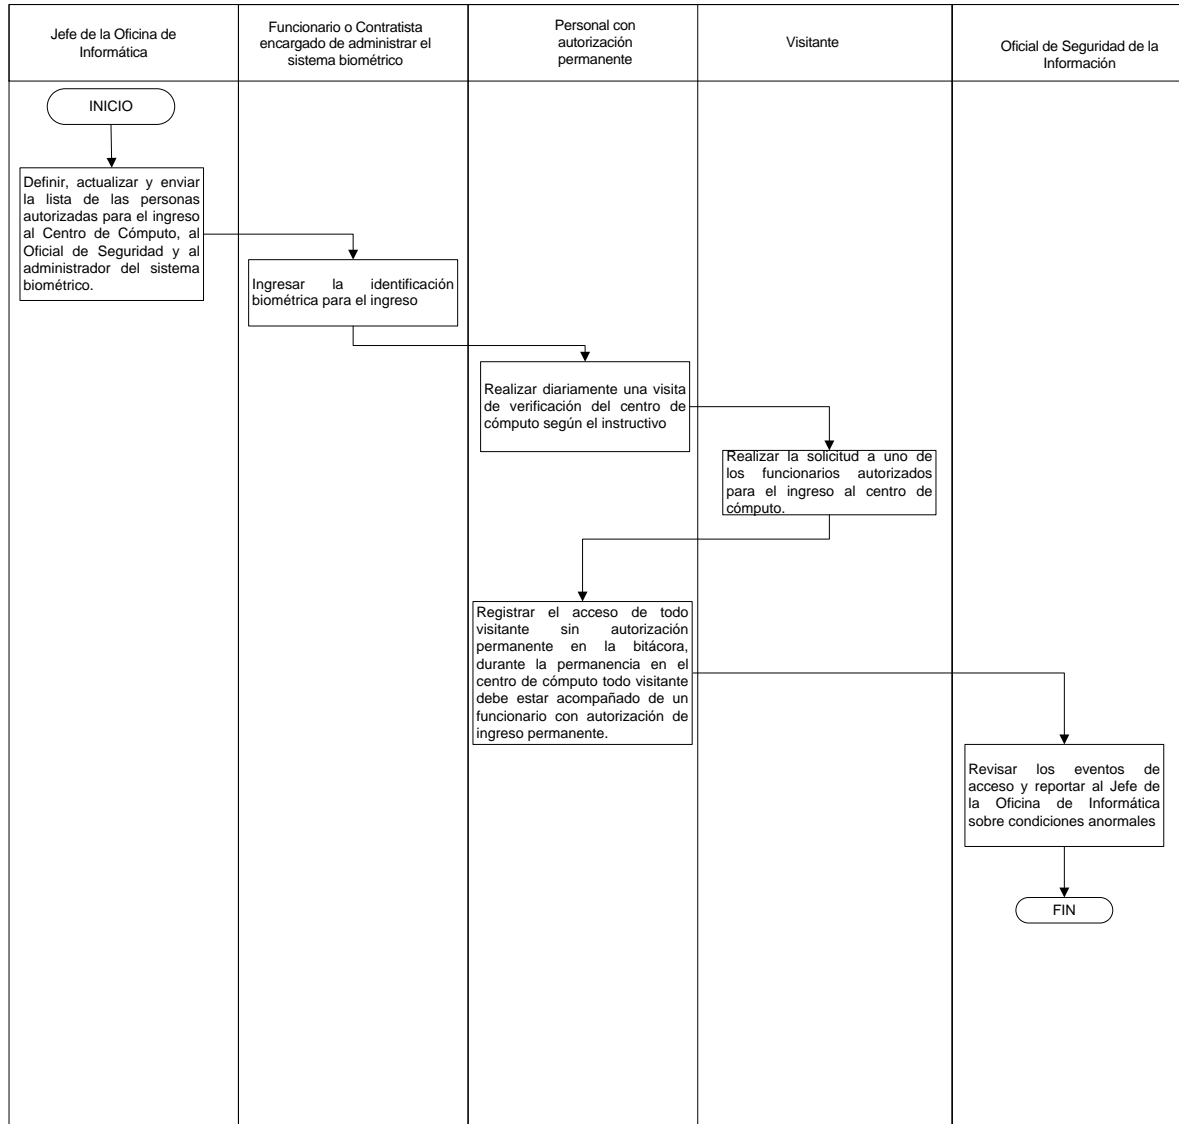 Jefe de la Oficina de
Informática
Funcionario o Contratista
encargado de administrar el
sistema biométrico
Personal con
autorización
permanente
Visitante
Oficial de Seguridad de la
Información
INICIO
Definir, actualizar y enviar
la lista de las personas
autorizadas para el ingreso
al Centro de Cómputo, al
Oficial de Seguridad y al
administrador del sistema
biométrico.
Ingresar la identificación
biométrica para el ingreso
Realizar diariamente una visita
de verificación del centro de
cómputo según el instructivo
Realizar la solicitud a uno de
los funcionarios autorizados
para el ingreso al centro de
cómputo.
Registrar el acceso de todo
visitante sin autorización
permanente en la bitácora,
durante la permanencia en el
centro de cómputo todo visitante
debe estar acompañado de un
funcionario con autorización de
ingreso permanente.
Revisar los eventos de
acceso y reportar al Jefe de
la Oficina de Informática
sobre condiciones anormales
FIN